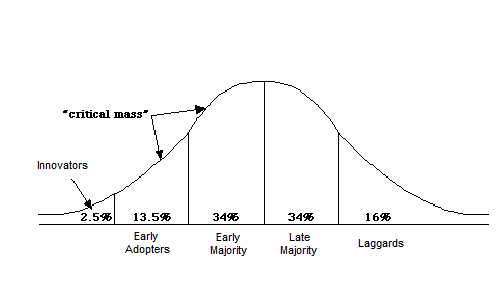 "critical mass"
Innovators
2.5% 13.5% 34% 34% 16%
Early Adopters
Early Majority
Late Majority
Laggards